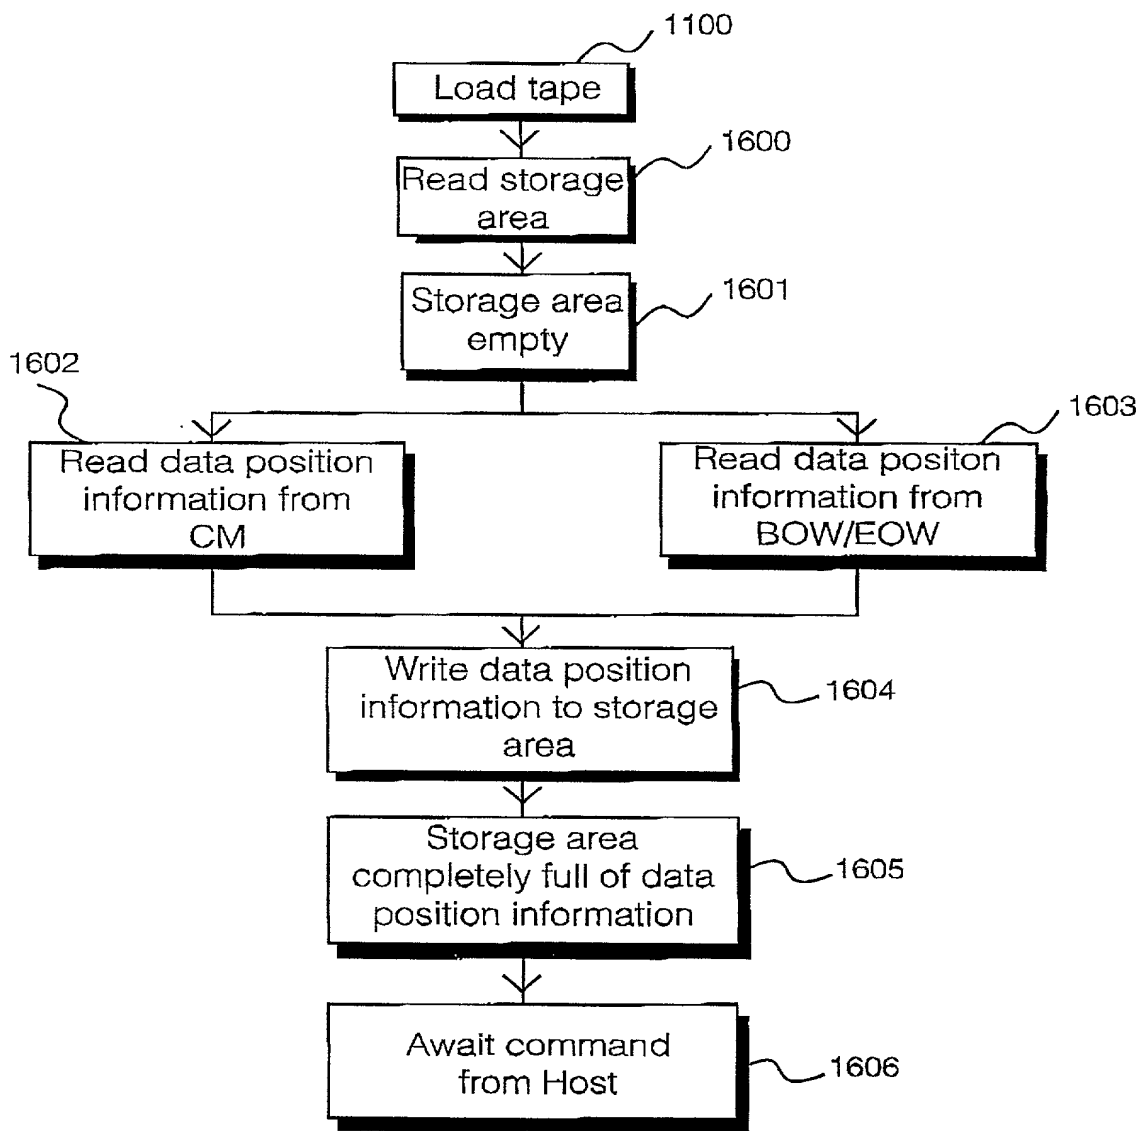 1100
Load tape
1600
Read storage
area
1601
Storage area
empty
1602
1603
Read data position
information from
CM
Read data positon
information from
BOW/EOW
Write data position
information to storage
area
1604
Storage area
completely full of data
position information
1605
Await command
from Host
1606